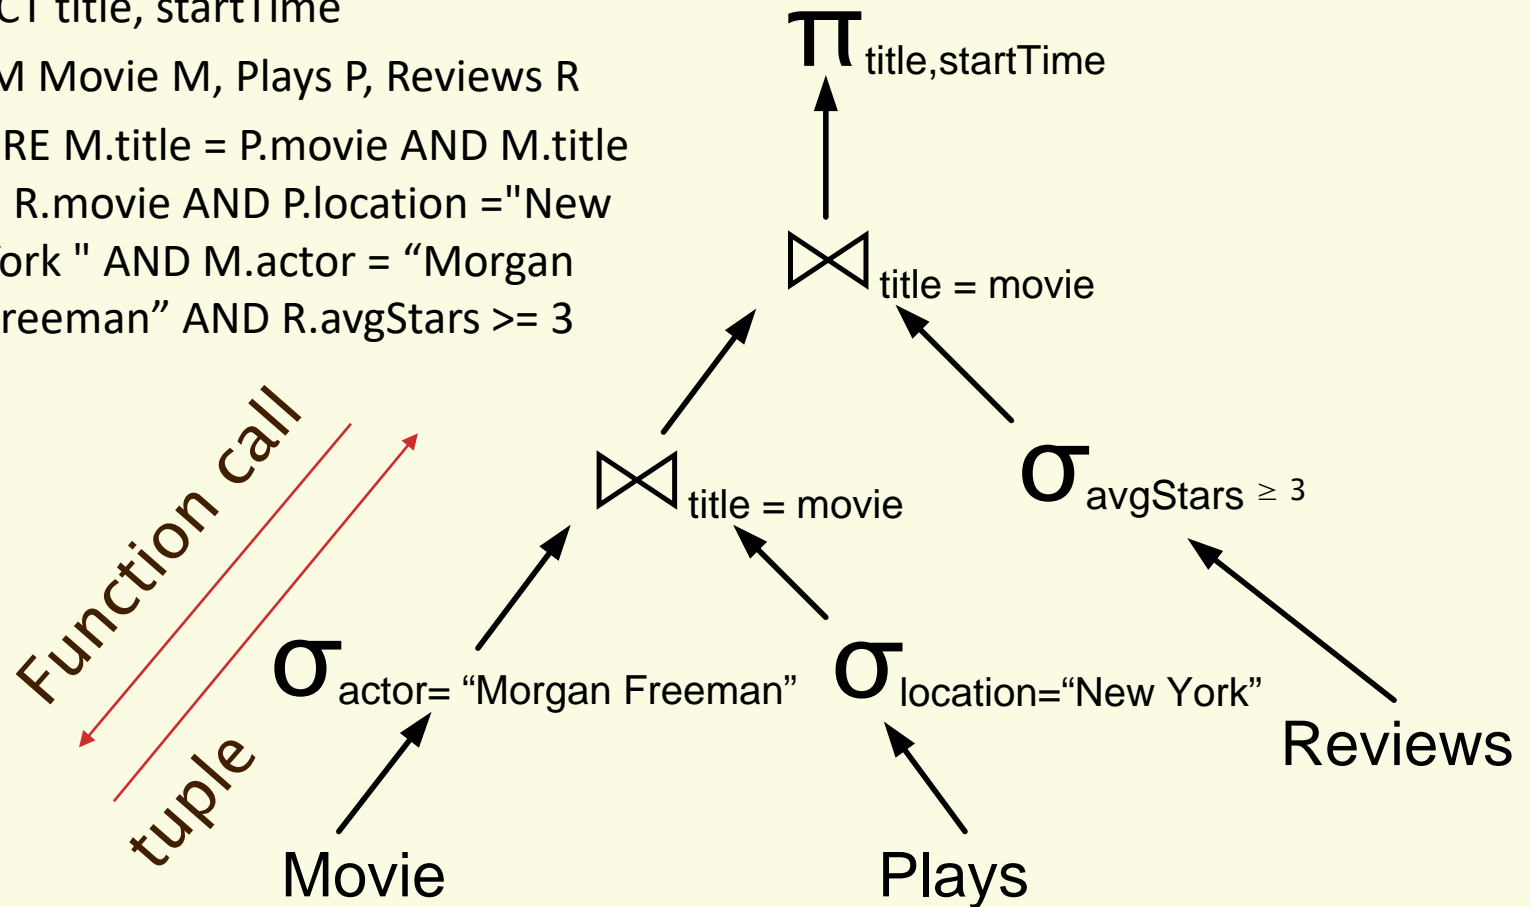 CT title, startTime
M Movie M, Plays P, Reviews R
RE M.title = P.movie AND M.title
R.movie AND P.location ="New
ork " AND M.actor = “Morgan
reeman” AND R.avgStars >= 3
π title,startTime
⋈ title = movie
⋈ title = movie
σ avgStars ≥ 3
Function call
tuple
σ actor= “Morgan Freeman”
σ location=“New York”
Reviews
Movie
Plays